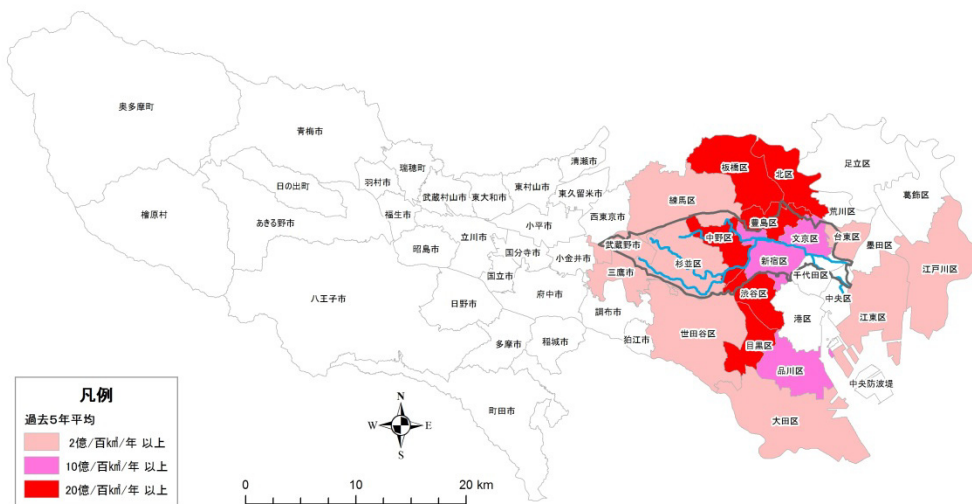 奥多摩町
青梅市
日の出町
檜原村
あきる野市
羽村市
瑞穂町
福生市
武蔵村山市
東大和市
東村山市
清瀬市
東久留米市
西東京市
昭島市
立川市
小平市
国分寺市
小金井市
国立市
八王子市
日野市
府中市
調布市
狛江市
多摩市
稲城市
町田市
武蔵野市
三鷹市
練馬区
板橋区
北区
足立区
葛飾区
荒川区
豊島区
中野区
文京区
台東区
墨田区
江戸川区
杉並区
新宿区
千代田区
渋谷区
中央区
江東区
港区
世田谷区
目黒区
品川区
中央防波堤
大田区
凡例
過去5年平均
2億/百k㎡/年 以上
10億/百k㎡/年 以上
20億/百k㎡/年 以上
N
W
E
S
0 10 20 km